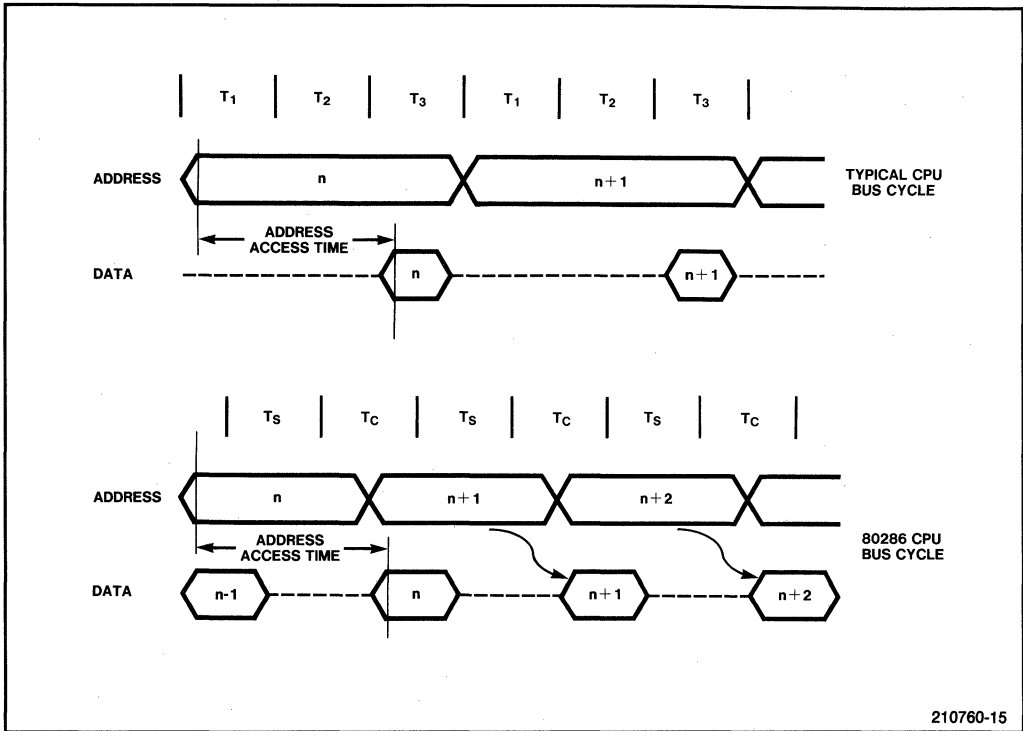 T1 T2 T3 T1 T2 T3
ADDRESS n n+1 TYPICAL CPU
BUS CYCLE
ADDRESS
ACCESS TIME
DATA n n+1
TS TC TS TC TS TC
ADDRESS n n+1 n+2
ADDRESS
ACCESS TIME
80286 CPU
BUS CYCLE
DATA n-1 n n+1 n+2
210760-15